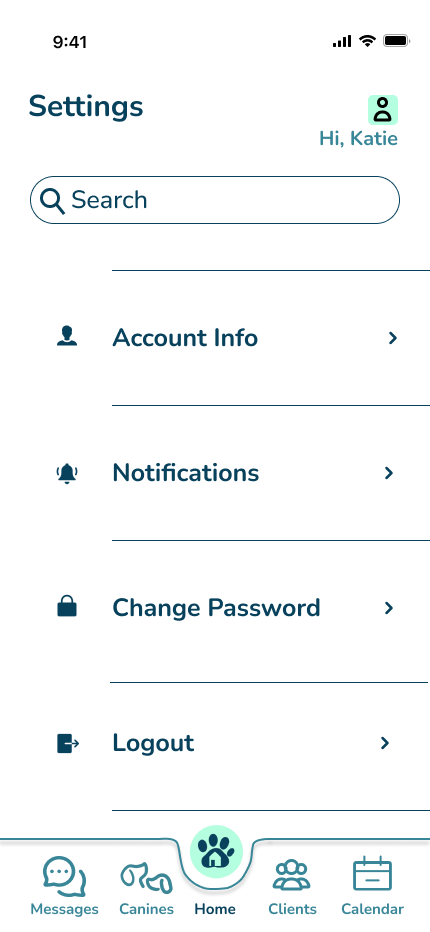 9:41
Settings
Hi, Katie
Search
Account Info
Notifications
Change Password
Logout
Messages
Canines
Home
Clients
Calendar